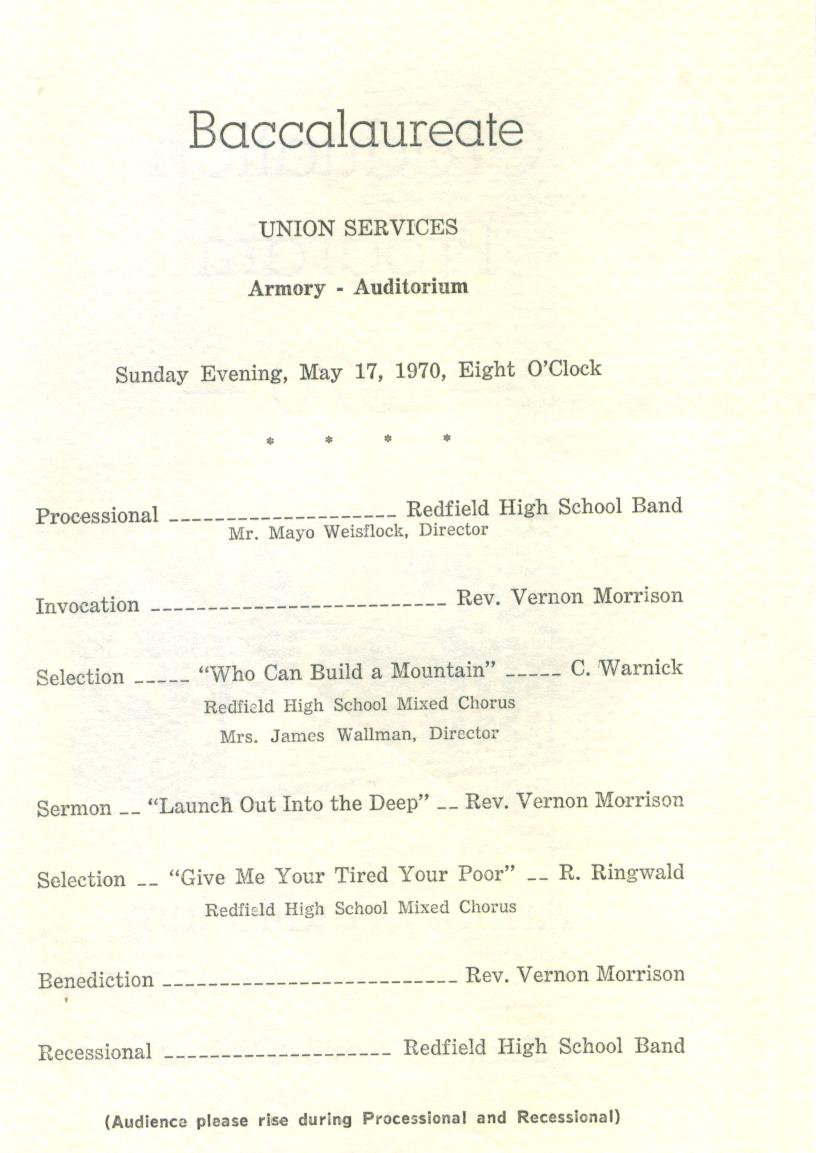 Baccalaureate
UNION SERVICES
Armory - Auditorium
Sunday Evening, May 17, 1970, Eight O'Clock
* * * *
Processional -------------------- Redfield High School Band
Mr. Mayo Weisflock, Director
Invocation -------------------------- Rev. Vernon Morrison
Selection ----- "Who Can Build a Mountain" ----- C. Warnick
Redfield High School Mixed Chorus
Mrs. James Wallman, Director
Sermon -- "Launch Out Into the Deep" -- Rev. Vernon Morrison
Selection -- "Give Me Your Tired Your Poor" -- R. Ringwald
Redfield High School Mixed Chorus
Benediction -------------------------- Rev. Vernon Morrison
Recessional -------------------- Redfield High School Band
(Audience please rise during Processional and Recessional)